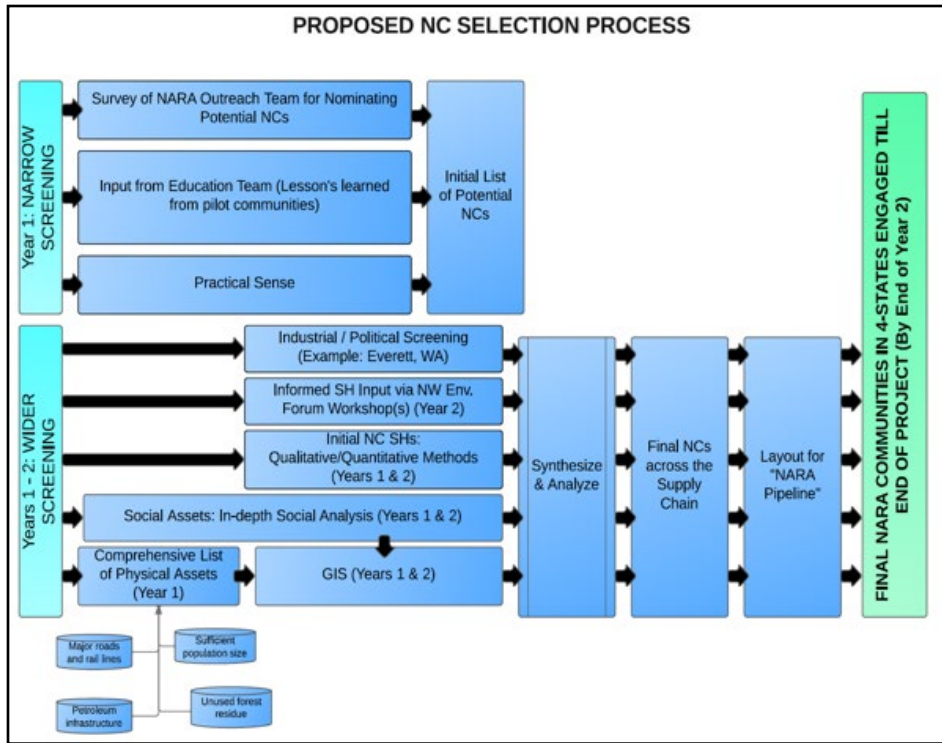 PROPOSED NC SELECTION PROCESS
Year 1: NARROW
SCREENING
Survey of NARA Outreach Team for Nominating
Potential NCs
Input from Education Team (Lesson's learned
from pilot communities)
Practical Sense
Initial List
of Potential
NCs
Years 1 - 2: WIDER
SCREENING
Industrial / Political Screening
(Example: Everett, WA)
Informed SH Input via NW Env.
Forum Workshop(s) (Year 2)
Initial NC SHs:
Qualitative/Quantitative Methods
(Years 1 & 2)
Social Assets: In-depth Social Analysis (Years 1 & 2)
Comprehensive List
of Physical Assets
(Year 1)
GIS (Years 1 & 2)
Synthesize
& Analyze
Final NCs
across the
Supply
Chain
Layout for
"NARA
Pipeline"
FINAL NARA COMMUNITIES IN 4-STATES ENGAGED TILL
END OF PROJECT (By End of Year 2)
Major roads
and rail lines
Sufficient
population size
Petroleum
infrastructure
Unused forest
residue